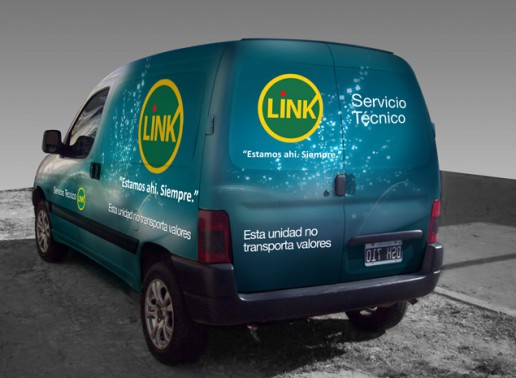 LINK
"Estamos ahí. Siempre."
Servicio Técnico
LINK
Esta unidad no transporta valores
LINK
"Estamos ahí. Siempre.
Servicio
Técnico
Esta unidad no
transporta valores